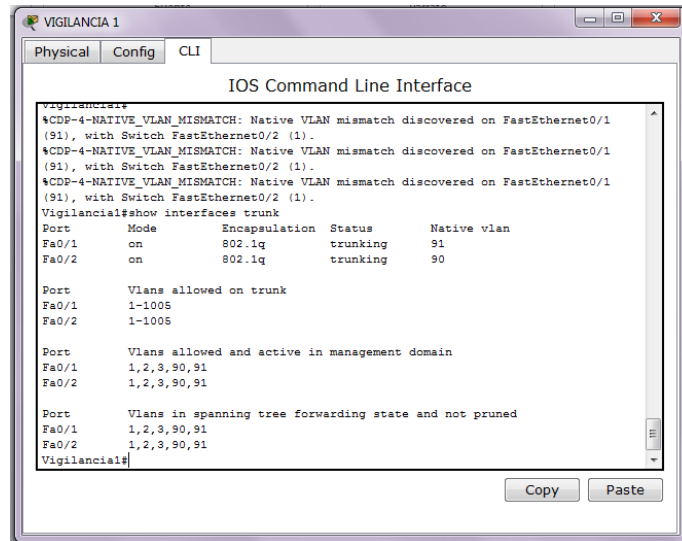 VIGILANCIA 1
Physical Config CLI
IOS Command Line Interface
Vigilancia1#
%CDP-4-NATIVE_VLAN_MISMATCH: Native VLAN mismatch discovered on FastEthernet0/1
(91), with Switch FastEthernet0/2 (1).
%CDP-4-NATIVE_VLAN_MISMATCH: Native VLAN mismatch discovered on FastEthernet0/1
(91), with Switch FastEthernet0/2 (1).
%CDP-4-NATIVE_VLAN_MISMATCH: Native VLAN mismatch discovered on FastEthernet0/1
(91), with Switch FastEthernet0/2 (1).
Vigilancia1#show interfaces trunk
Port Mode Encapsulation Status Native vlan
Fa0/1 on 802.1q trunking 91
Fa0/2 on 802.1q trunking 90
Port Vlans allowed on trunk
Fa0/1 1-1005
Fa0/2 1-1005
Port Vlans allowed and active in management domain
Fa0/1 1,2,3,90,91
Fa0/2 1,2,3,90,91
Port Vlans in spanning tree forwarding state and not pruned
Fa0/1 1,2,3,90,91
Fa0/2 1,2,3,90,91
Vigilancia1#
Copy Paste